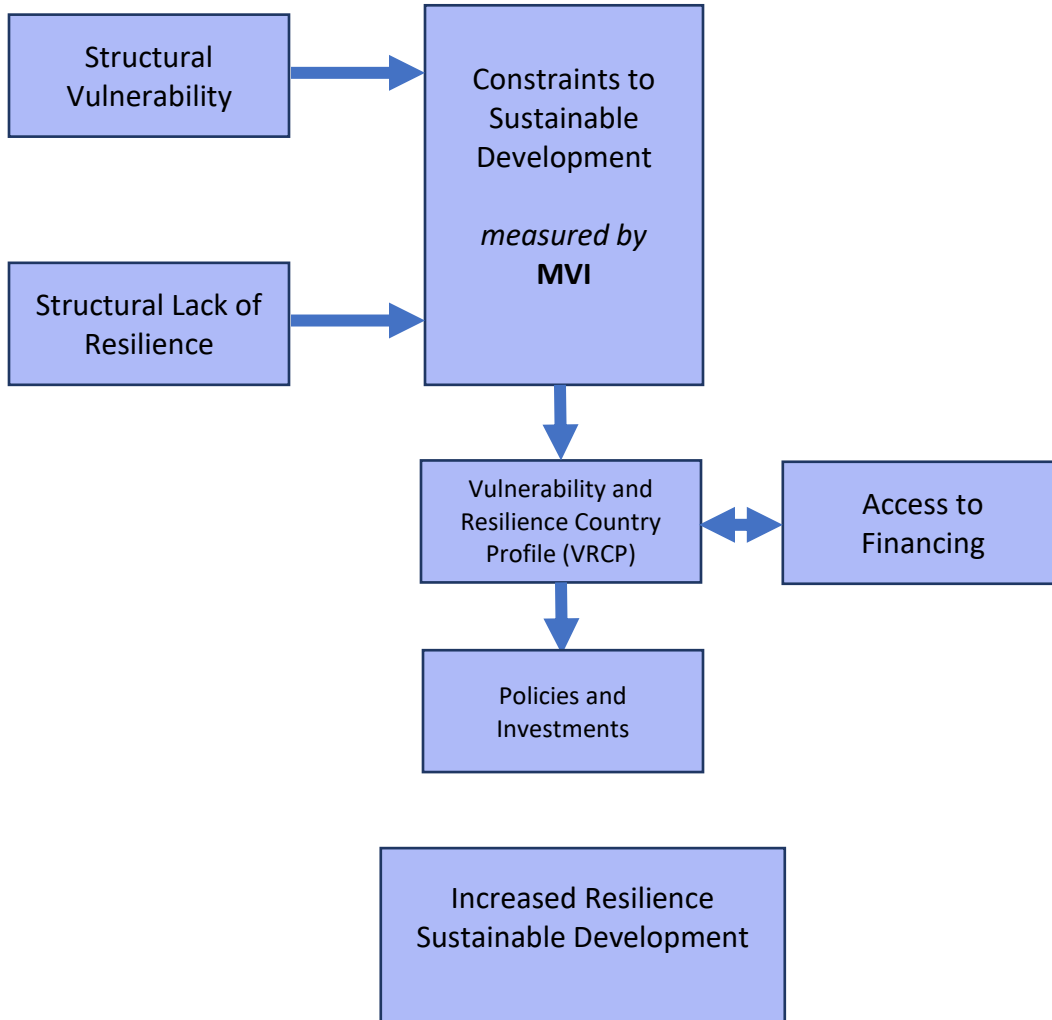 Structural
Vulnerability
Constraints to
Sustainable
Development
measured by
MVI
Structural Lack of
Resilience
Vulnerability and
Resilience Country
Profile (VRCP)
Access to
Financing
Policies and
Investments
Increased Resilience
Sustainable Development